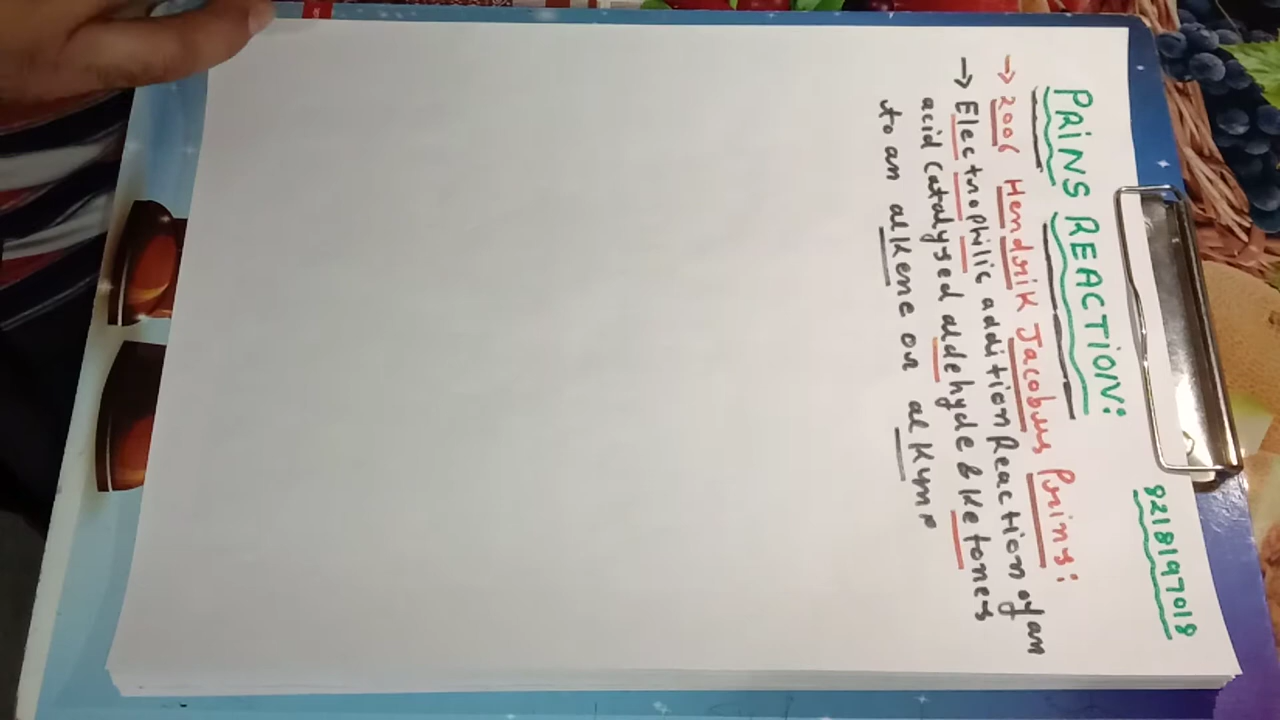 9218197018
PRINS REACTION:
→ 2006 Hendrik Jacobus Prins:
→ Electrophilic addition Reaction of an
acid catalysed aldehyde & Ketones
to an alkene or alkyne